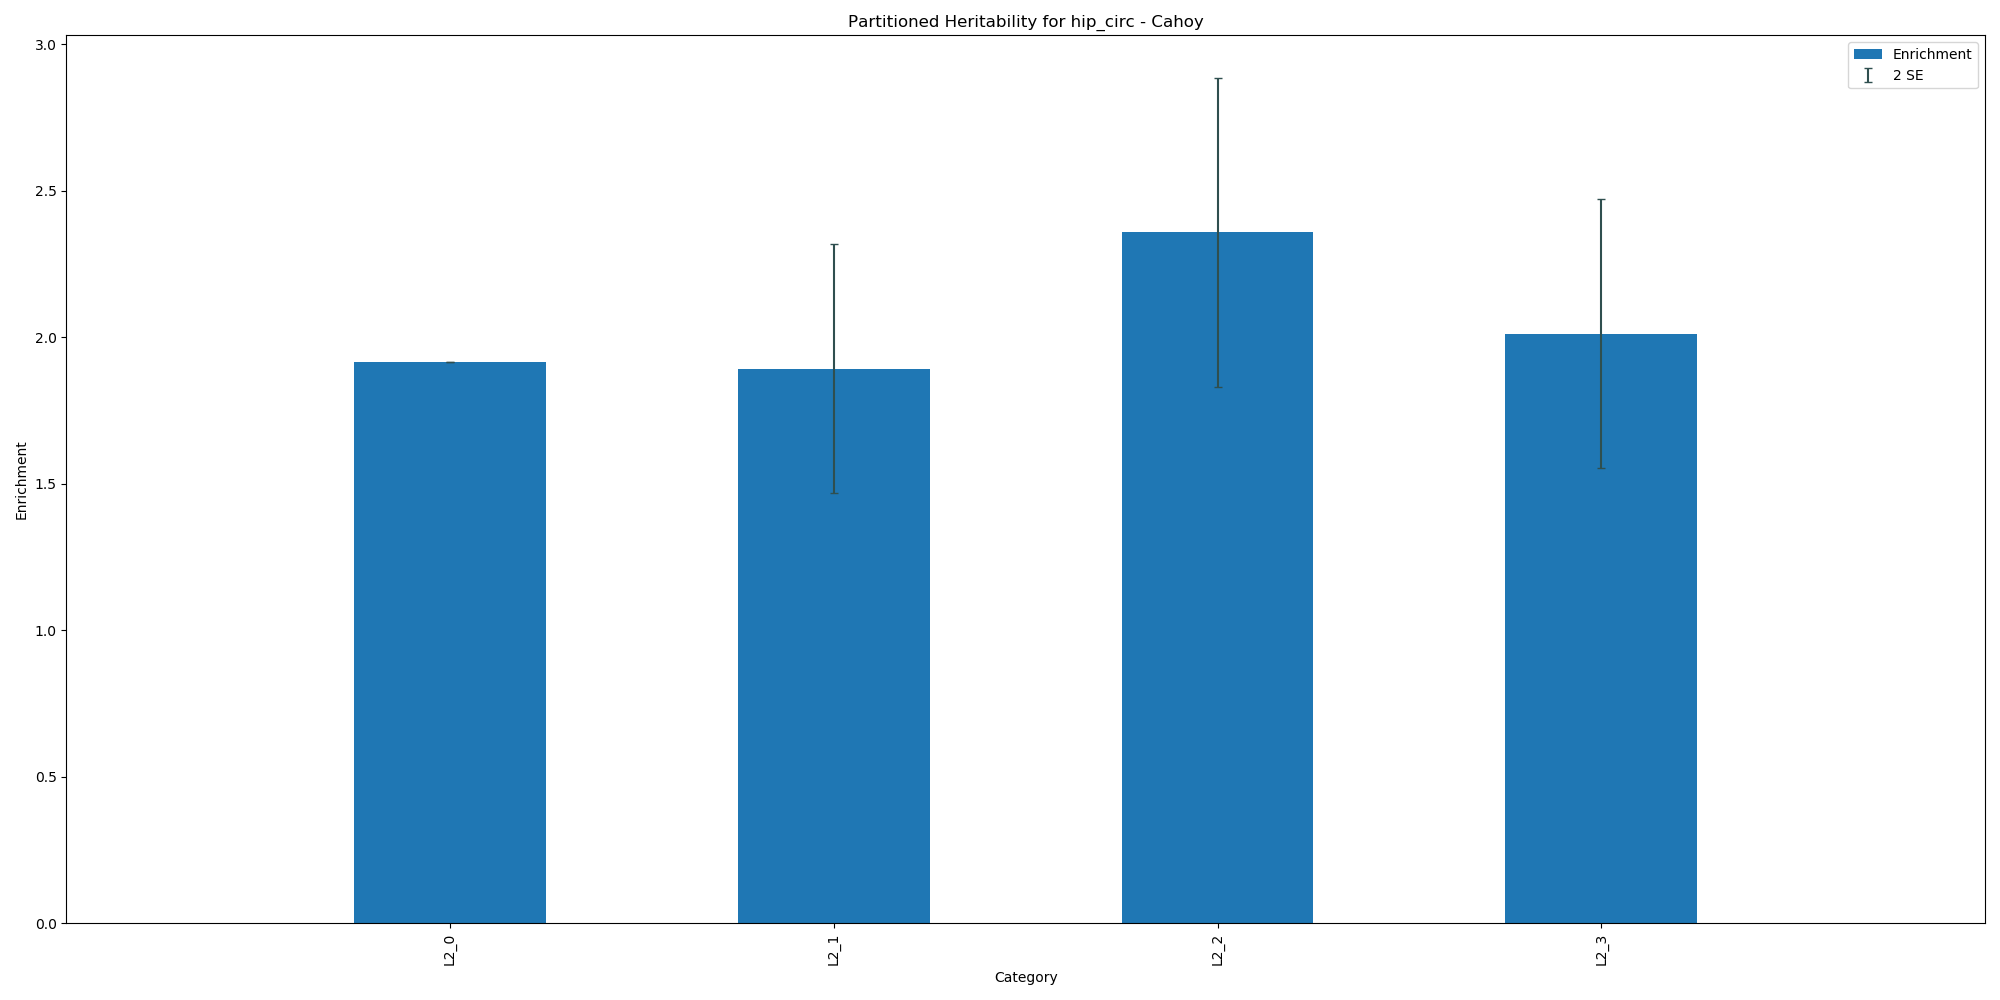 Partitioned Heritability for hip_circ - Cahoy
Enrichment
2 SE
3.0
2.5
2.0
1.5
1.0
0.5
0.0
Enrichment
L2_0
L2_1
L2_2
L2_3
Category